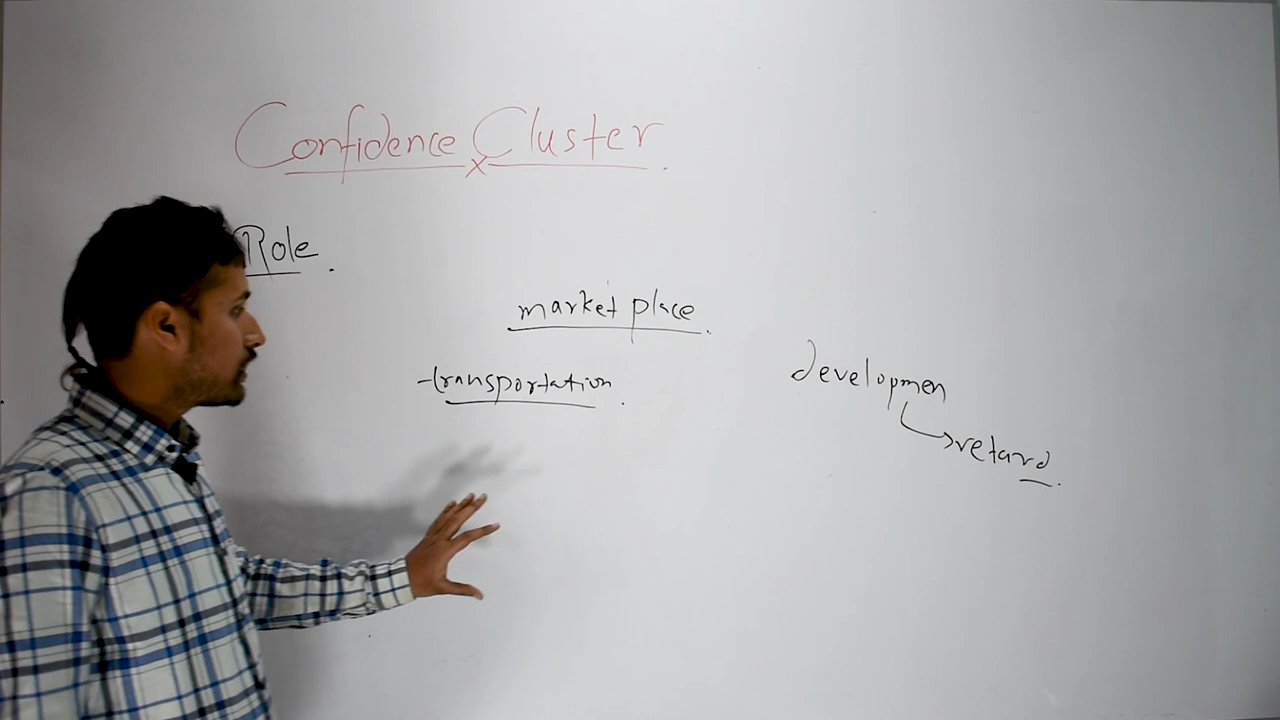 Confidence Cluster
Role.
market place.
transportation.
developmen
retard.